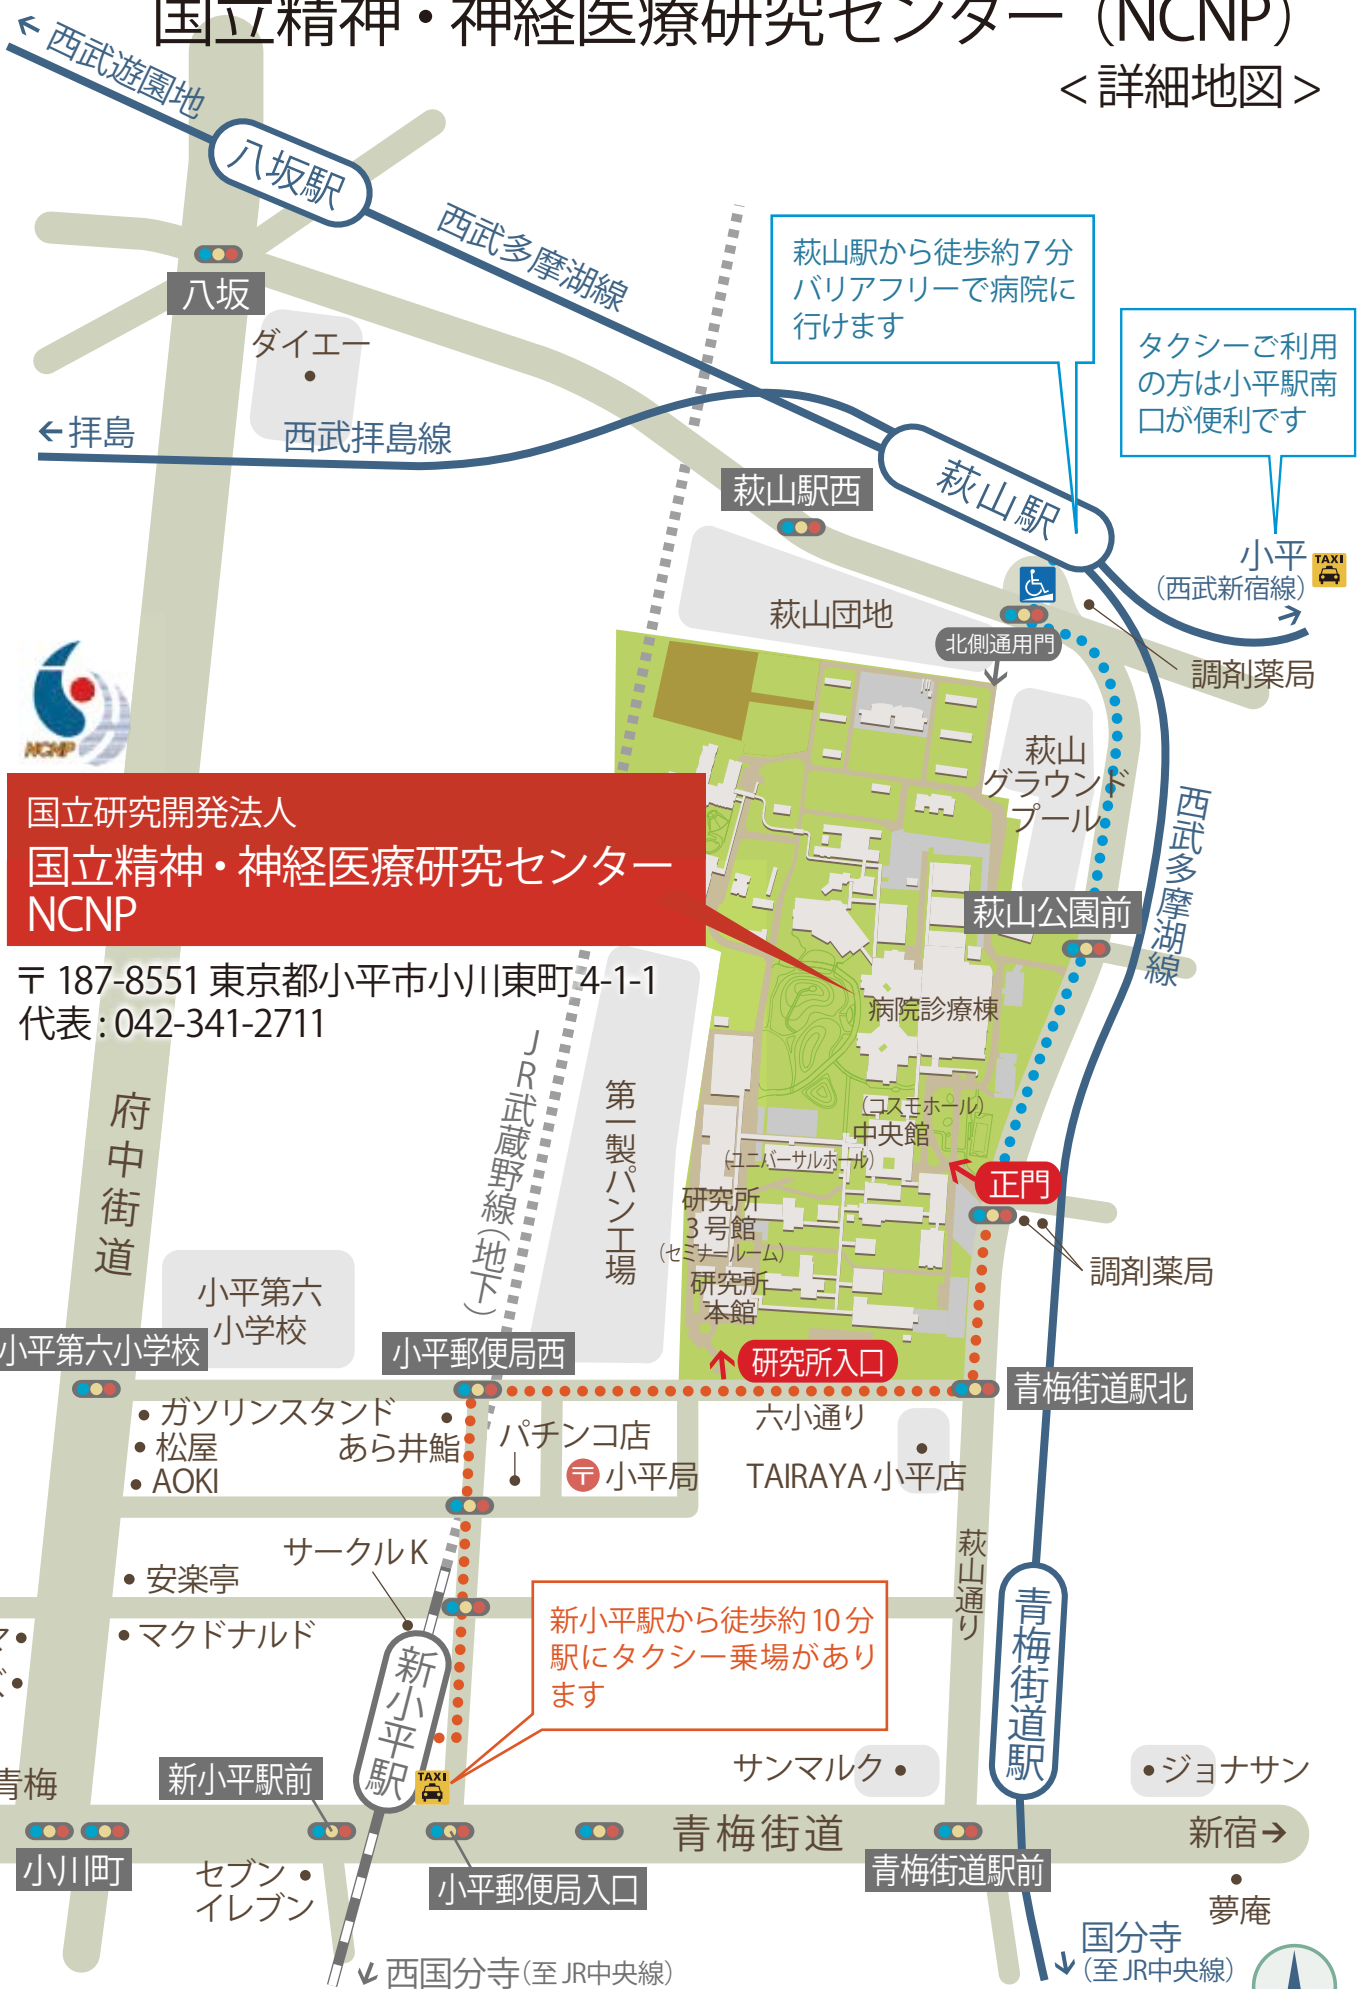 国立精神・神経医療研究センター（NCNP）
＜詳細地図＞
←西武遊園地
八坂駅
西武多摩湖線
八坂
ダイエー
←拝島
西武拝島線
萩山駅から徒歩約7分
バリアフリーで病院に
行けます
タクシーご利用
の方は小平駅南
口が便利です
萩山駅西
萩山駅
小平
（西武新宿線）
TAXI
萩山団地
北側通用門
調剤薬局
NCNP
萩山
グラウンド
プール
西武多摩湖線
国立研究開発法人
国立精神・神経医療研究センター
NCNP
萩山公園前
〒187-8551 東京都小平市小川東町4-1-1
代表：042-341-2711
病院診療棟
JR武蔵野線（地下）
第一製パン工場
府中街道
（コスモホール）
中央館
（ユニバーサルホール）
正門
研究所
3号館
（セミナールーム）
研究所
本館
調剤薬局
小平第六
小学校
小平第六小学校
小平郵便局西
研究所入口
青梅街道駅北
六小通り
ガソリンスタンド
松屋
AOKI
あら井鮨
パチンコ店
〒小平局
TAIRAYA 小平店
サークルK
安楽亭
マクドナルド
萩山通り
新小平駅から徒歩約10分
駅にタクシー乗場があり
ます
新小平駅
青梅街道駅
TAXI
サンマルク
ジョナサン
青梅
新小平駅前
青梅街道
新宿→
小川町
セブン
イレブン
小平郵便局入口
青梅街道駅前
夢庵
西国分寺（至JR中央線）
国分寺
（至JR中央線）